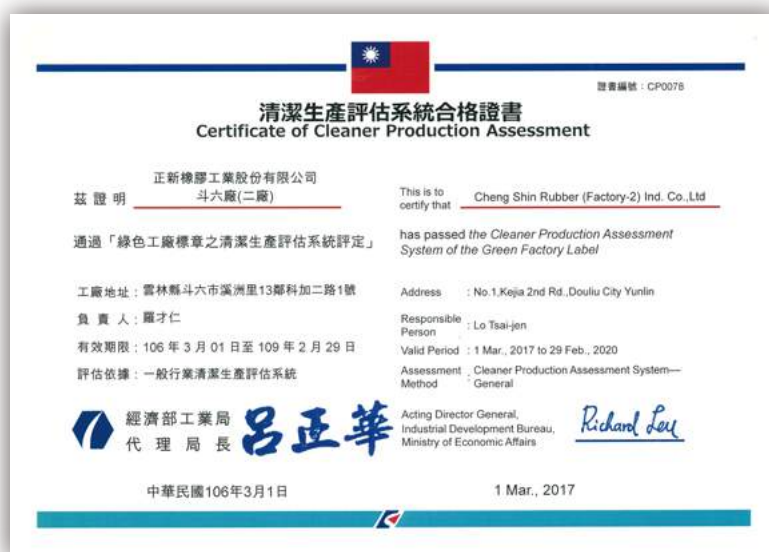 證書編號：CP0078
清潔生產評估系統合格證書
Certificate of Cleaner Production Assessment
正新橡膠工業股份有限公司
茲證明 斗六廠(二廠)
通過「綠色工廠標章之清潔生產評估系統評定」
工廠地址：雲林縣斗六市溪洲里13鄰科加二路1號
負責人：羅才仁
有效期限：106 年 3 月 01 日至 109 年 2 月 29 日
評估依據：一般行業清潔生產評估系統
經濟部工業局
代理局長 呂正華
中華民國106年3月1日
This is to
certify that Cheng Shin Rubber (Factory-2) Ind. Co.,Ltd
has passed the Cleaner Production Assessment
System of the Green Factory Label
Address : No.1,Kejia 2nd Rd.,Douliu City Yunlin
Responsible
Person : Lo Tsai-jen
Valid Period : 1 Mar., 2017 to 29 Feb., 2020
Assessment : Cleaner Production Assessment System—
Method General
Acting Director General,
Industrial Development Bureau,
Ministry of Economic Affairs
Richard Leu
1 Mar., 2017